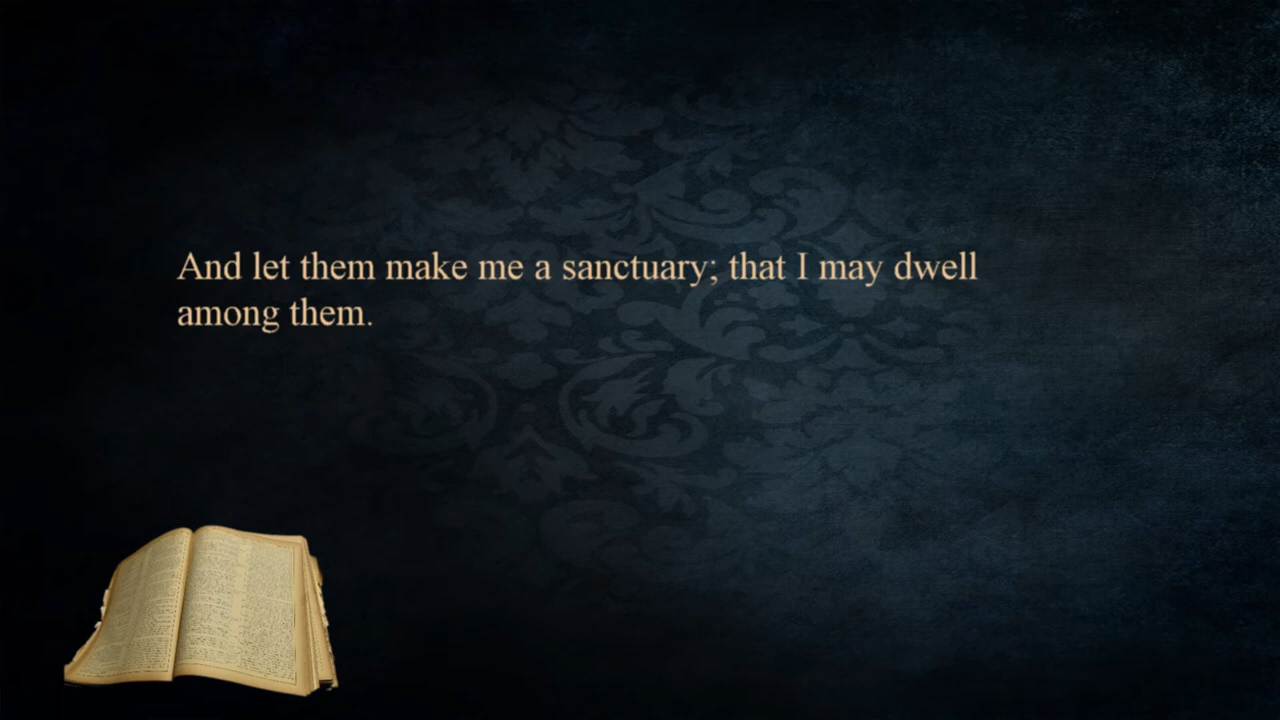 And let them make me a sanctuary; that I may dwell
among them.